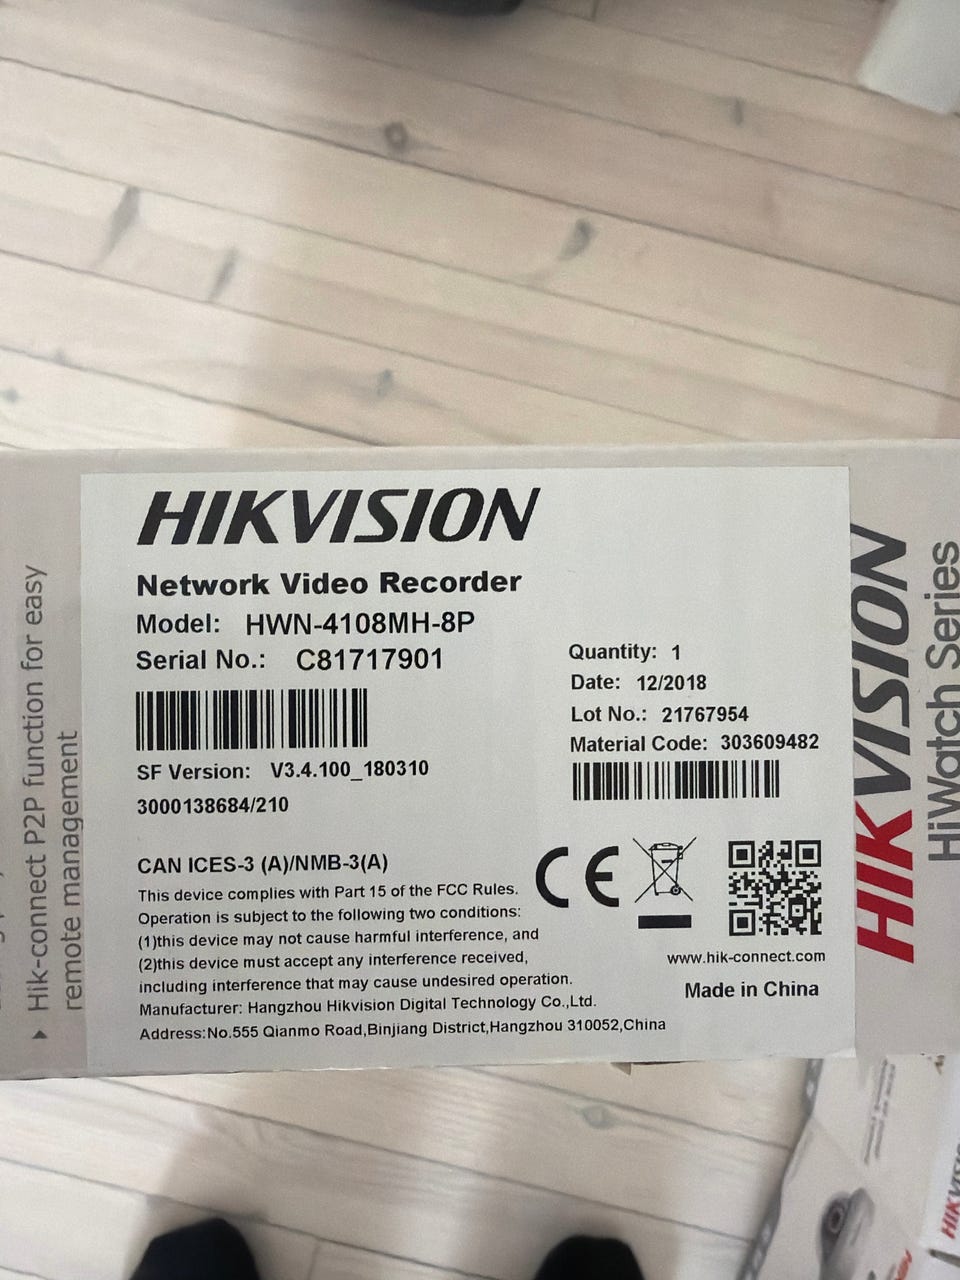 HIKVISION
Network Video Recorder
Model: HWN-4108MH-8P
Serial No.: C81717901
SF Version: V3.4.100_180310
3000138684/210
Quantity: 1
Date: 12/2018
Lot No.: 21767954
Material Code: 303609482
CAN ICES-3 (A)/NMB-3(A)
This device complies with Part 15 of the FCC Rules.
Operation is subject to the following two conditions:
(1)this device may not cause harmful interference, and
(2)this device must accept any interference received,
including interference that may cause undesired operation.
Manufacturer: Hangzhou Hikvision Digital Technology Co.,Ltd.
Address:No.555 Qianmo Road,Binjiang District,Hangzhou 310052,China
CE
www.hik-connect.com
Made in China
Hik-connect P2P function for easy
remote management
HIKVISION
HiWatch Series